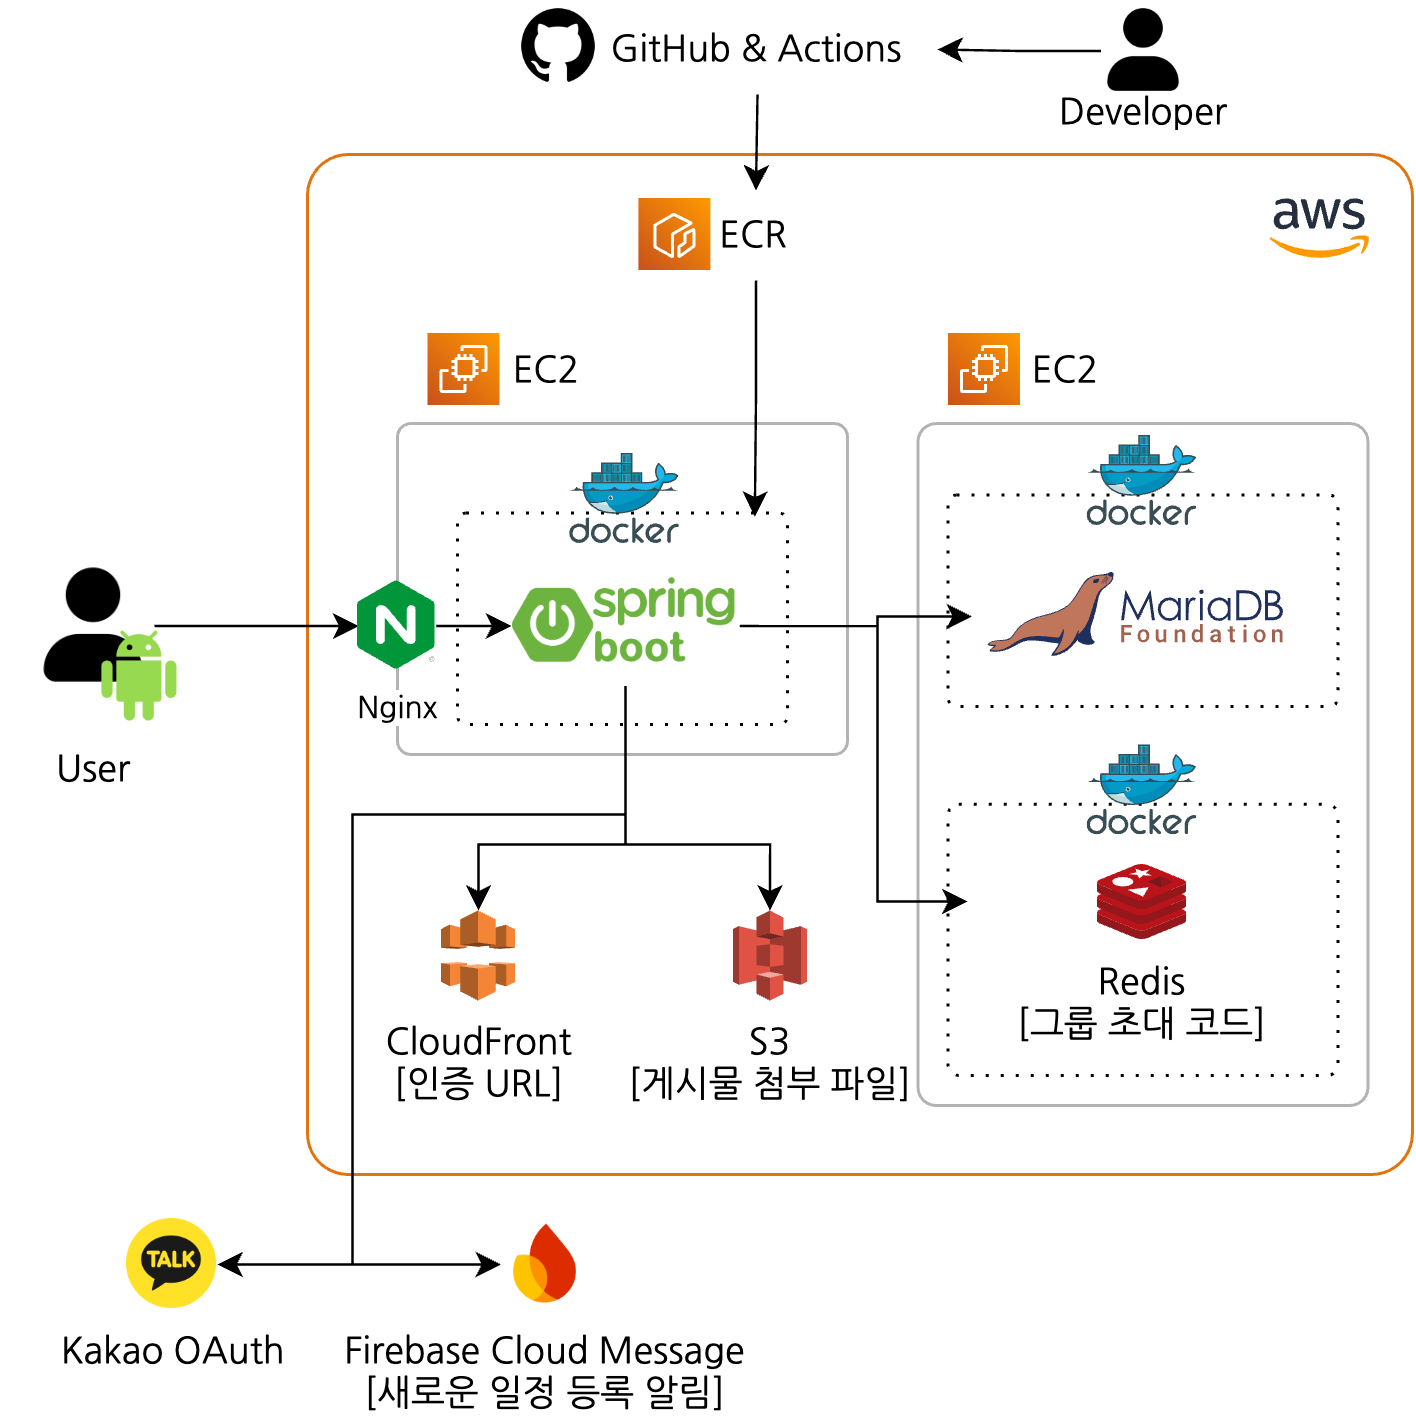 GitHub & Actions
Developer
aws
ECR
EC2
EC2
docker
docker
spring
boot
MariaDB
Foundation
N
Nginx
User
docker
Redis
[그룹 초대 코드]
CloudFront
[인증 URL]
S3
[게시물 첨부 파일]
TALK
Kakao OAuth
Firebase Cloud Message
[새로운 일정 등록 알림]